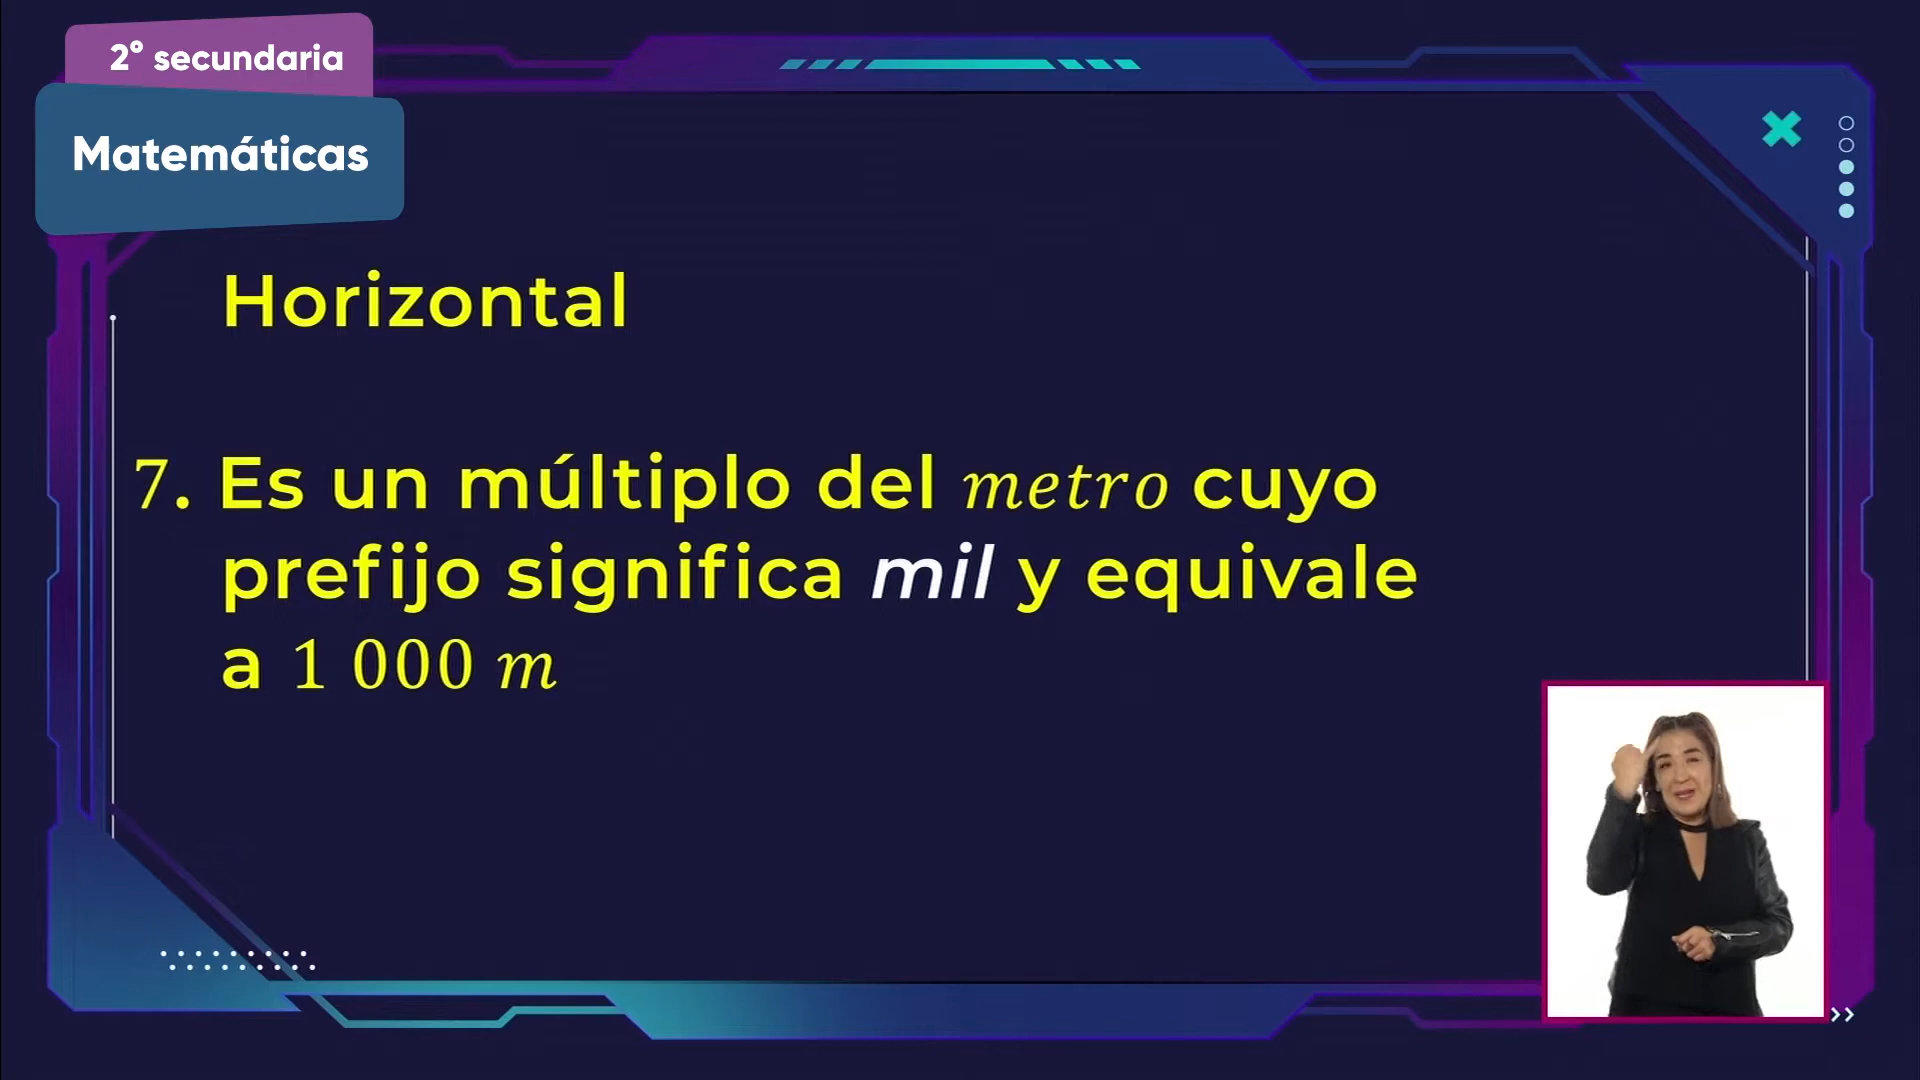 2° secundaria
Matemáticas
Horizontal
7. Es un múltiplo del metro cuyo
prefijo significa mil y equivale
a 1 000 m